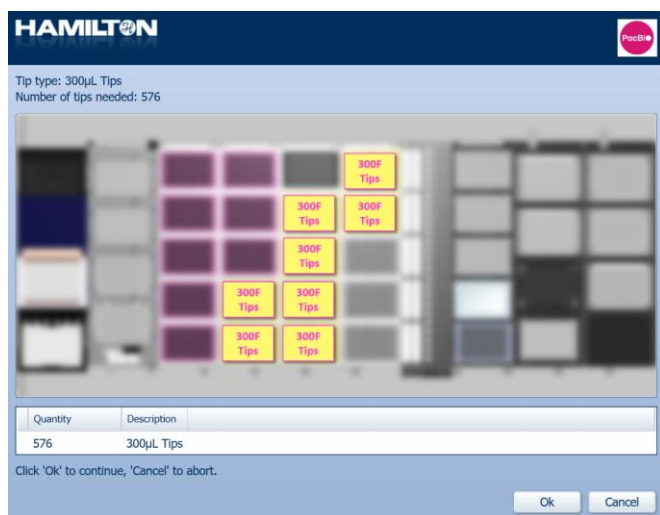 HAMILTON
PacBio
Tip type: 300µL Tips
Number of tips needed: 576
300F
Tips
300F
Tips
300F
Tips
300F
Tips
300F
Tips
300F
Tips
300F
Tips
300F
Tips
Quantity Description
576 300µL Tips
Click 'Ok' to continue, 'Cancel' to abort.
Ok Cancel